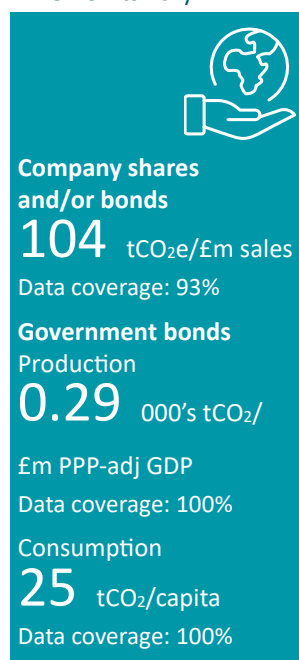 Company shares
and/or bonds
104 tCO2e/£m sales
Data coverage: 93%
Government bonds
Production
0.29 000's tCO2/
£m PPP-adj GDP
Data coverage: 100%
Consumption
25 tCO2/capita
Data coverage: 100%